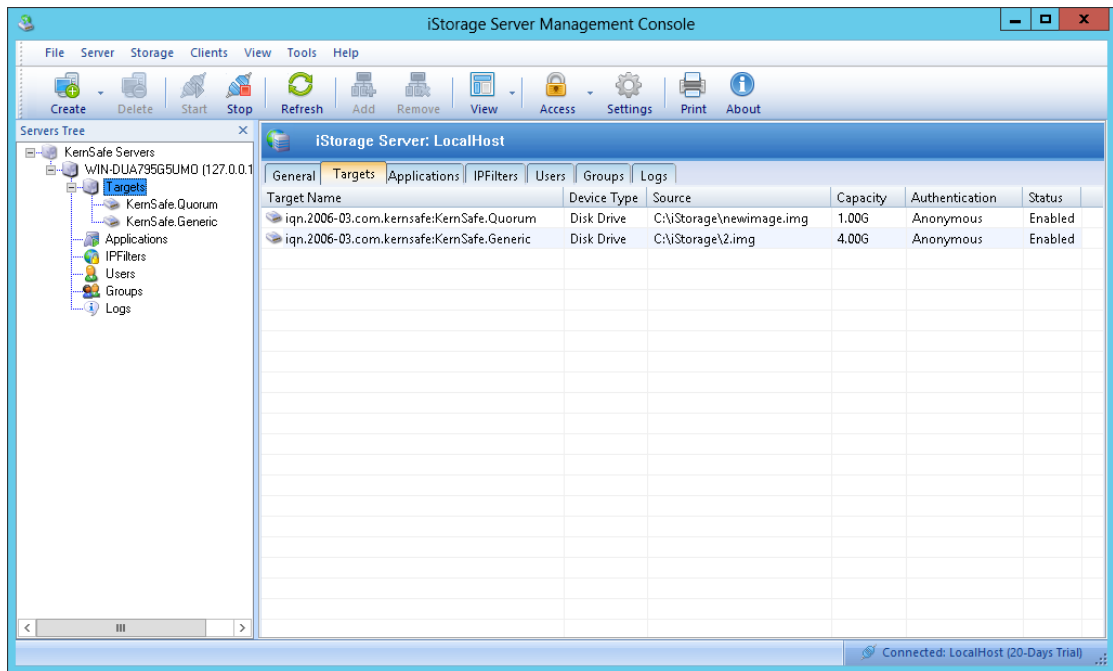 iStorage Server Management Console
File Server Storage Clients View Tools Help
Create Delete Start Stop Refresh Add Remove View Access Settings Print About
Servers Tree
iStorage Server: LocalHost
KernSafe Servers
WIN-DUA795G5UMO (127.0.0.1
Targets
KernSafe.Quorum
KernSafe.Generic
Applications
IPFilters
Users
Groups
Logs
General Targets Applications IPFilters Users Groups Logs
Target Name Device Type Source Capacity Authentication Status
iqn.2006-03.com.kernsafe:KernSafe.Quorum Disk Drive C:\iStorage\newimage.img 1.00G Anonymous Enabled
iqn.2006-03.com.kernsafe:KernSafe.Generic Disk Drive C:\iStorage\2.img 4.00G Anonymous Enabled
Connected: LocalHost (20-Days Trial)